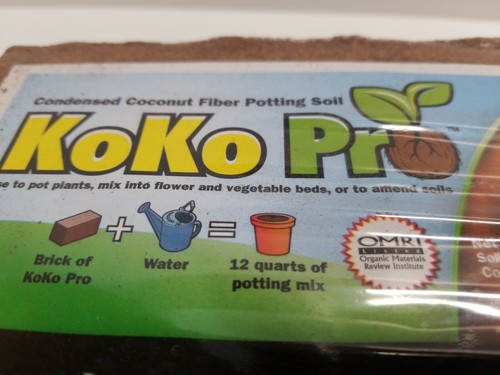 Condensed Coconut Fiber Potting Soil
KoKo Pro
to pot plants, mix into flower and vegetable beds, or to amend soils
+ =
Brick of
KoKo Pro
Water
12 quarts of
potting mix
OMRI
Listed
Organic Materials
Review Institute